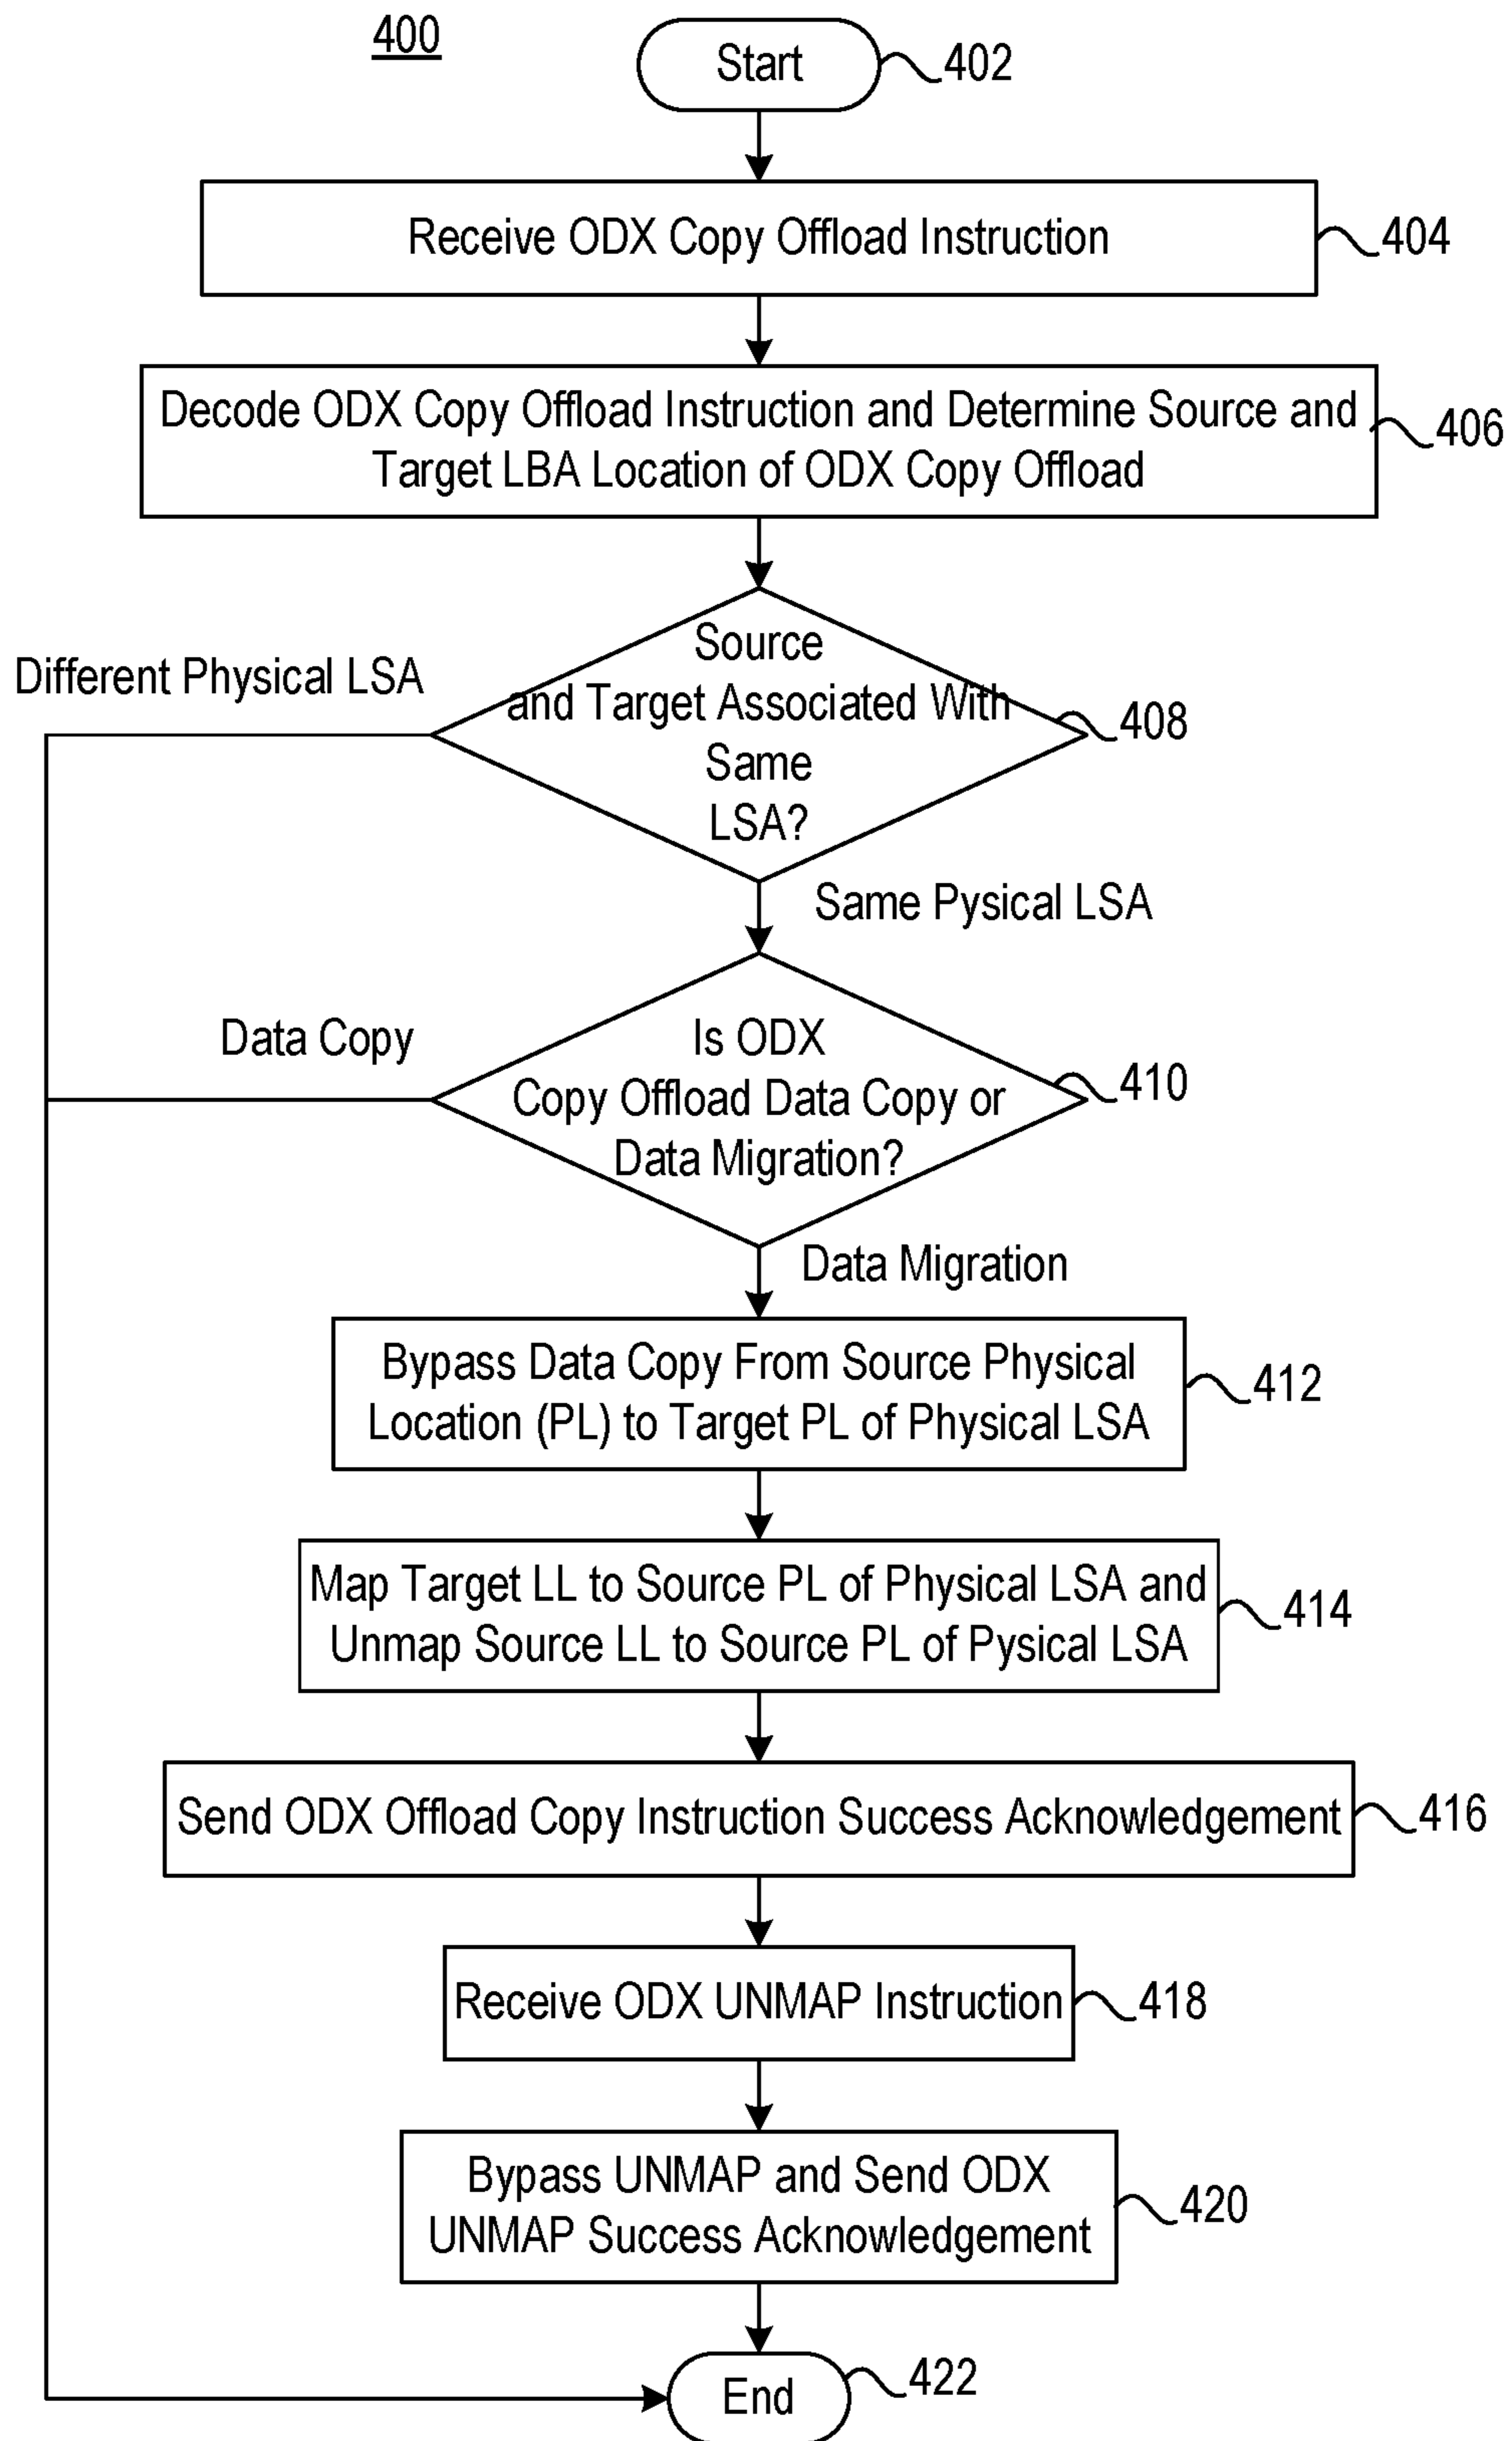 400
Start
402
Receive ODX Copy Offload Instruction
404
Decode ODX Copy Offload Instruction and Determine Source and
Target LBA Location of ODX Copy Offload
406
Source
and Target Associated With
Same
LSA?
408
Different Physical LSA
Same Pysical LSA
Is ODX
Copy Offload Data Copy or
Data Migration?
410
Data Copy
Data Migration
Bypass Data Copy From Source Physical
Location (PL) to Target PL of Physical LSA
412
Map Target LL to Source PL of Physical LSA and
Unmap Source LL to Source PL of Pysical LSA
414
Send ODX Offload Copy Instruction Success Acknowledgement
416
Receive ODX UNMAP Instruction
418
Bypass UNMAP and Send ODX
UNMAP Success Acknowledgement
420
End
422